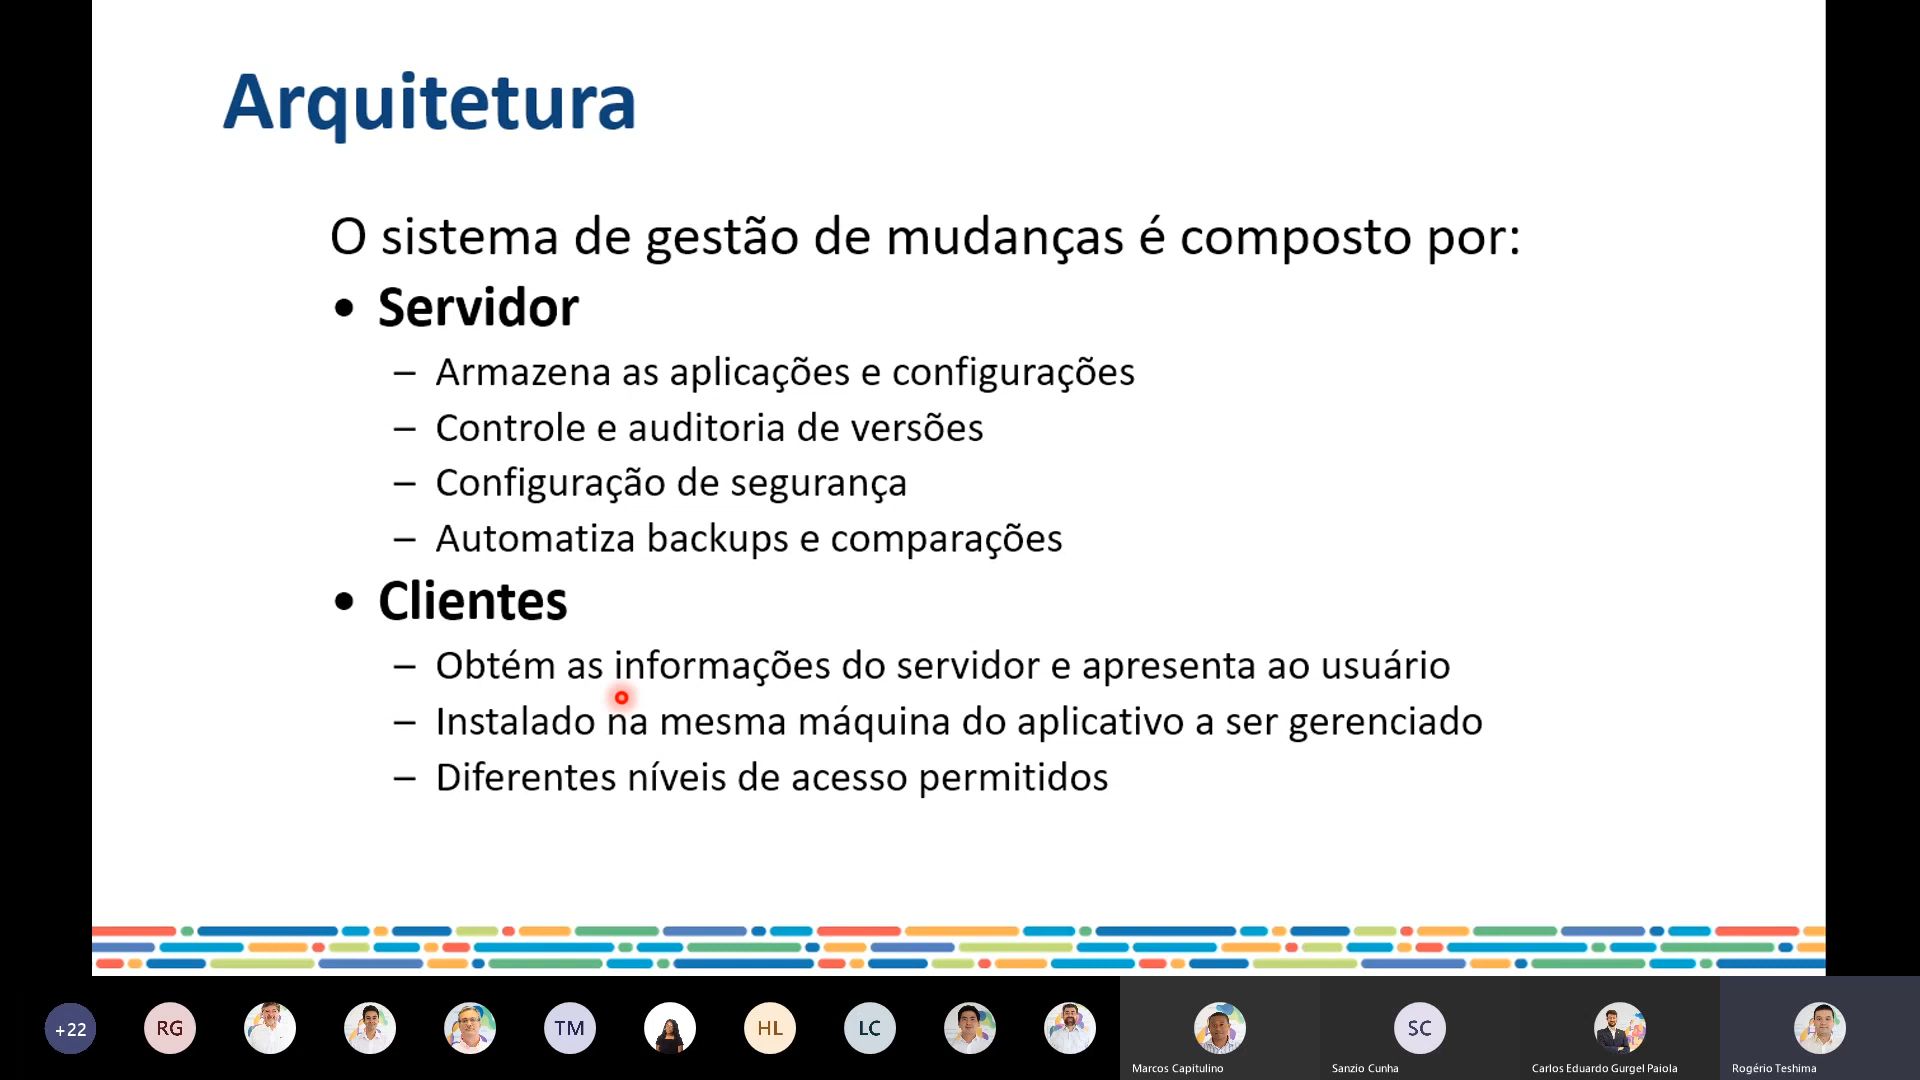 Arquitetura
O sistema de gestão de mudanças é composto por:
• Servidor
– Armazena as aplicações e configurações
– Controle e auditoria de versões
– Configuração de segurança
– Automatiza backups e comparações
• Clientes
– Obtém as informações do servidor e apresenta ao usuário
– Instalado na mesma máquina do aplicativo a ser gerenciado
– Diferentes níveis de acesso permitidos
+22
RG
TM
HL
LC
SC
Marcos Capitulino
Sanzio Cunha
Carlos Eduardo Gurgel Paiola
Rogério Teshima